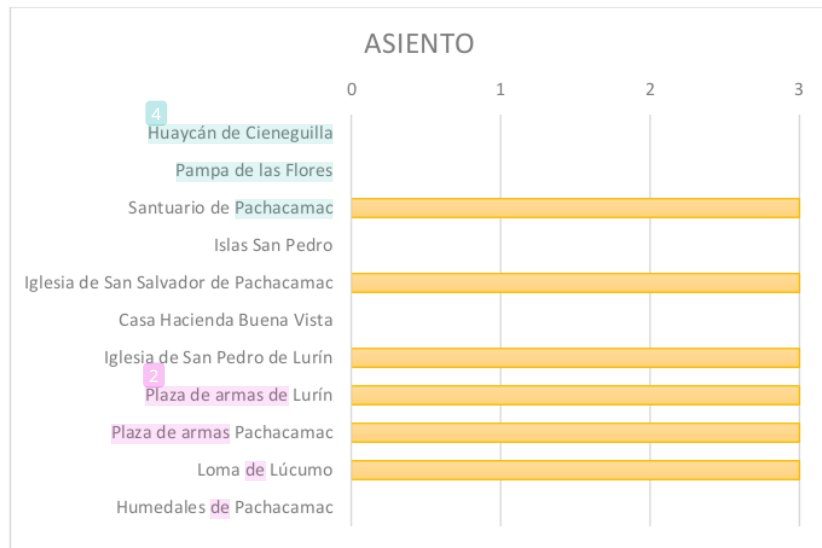 ASIENTO
0 1 2 3
4
Huaycán de Cieneguilla
Pampa de las Flores
Santuario de Pachacamac
Islas San Pedro
Iglesia de San Salvador de Pachacamac
Casa Hacienda Buena Vista
Iglesia de San Pedro de Lurín
2
Plaza de armas de Lurín
Plaza de armas Pachacamac
Loma de Lúcumo
Humedales de Pachacamac